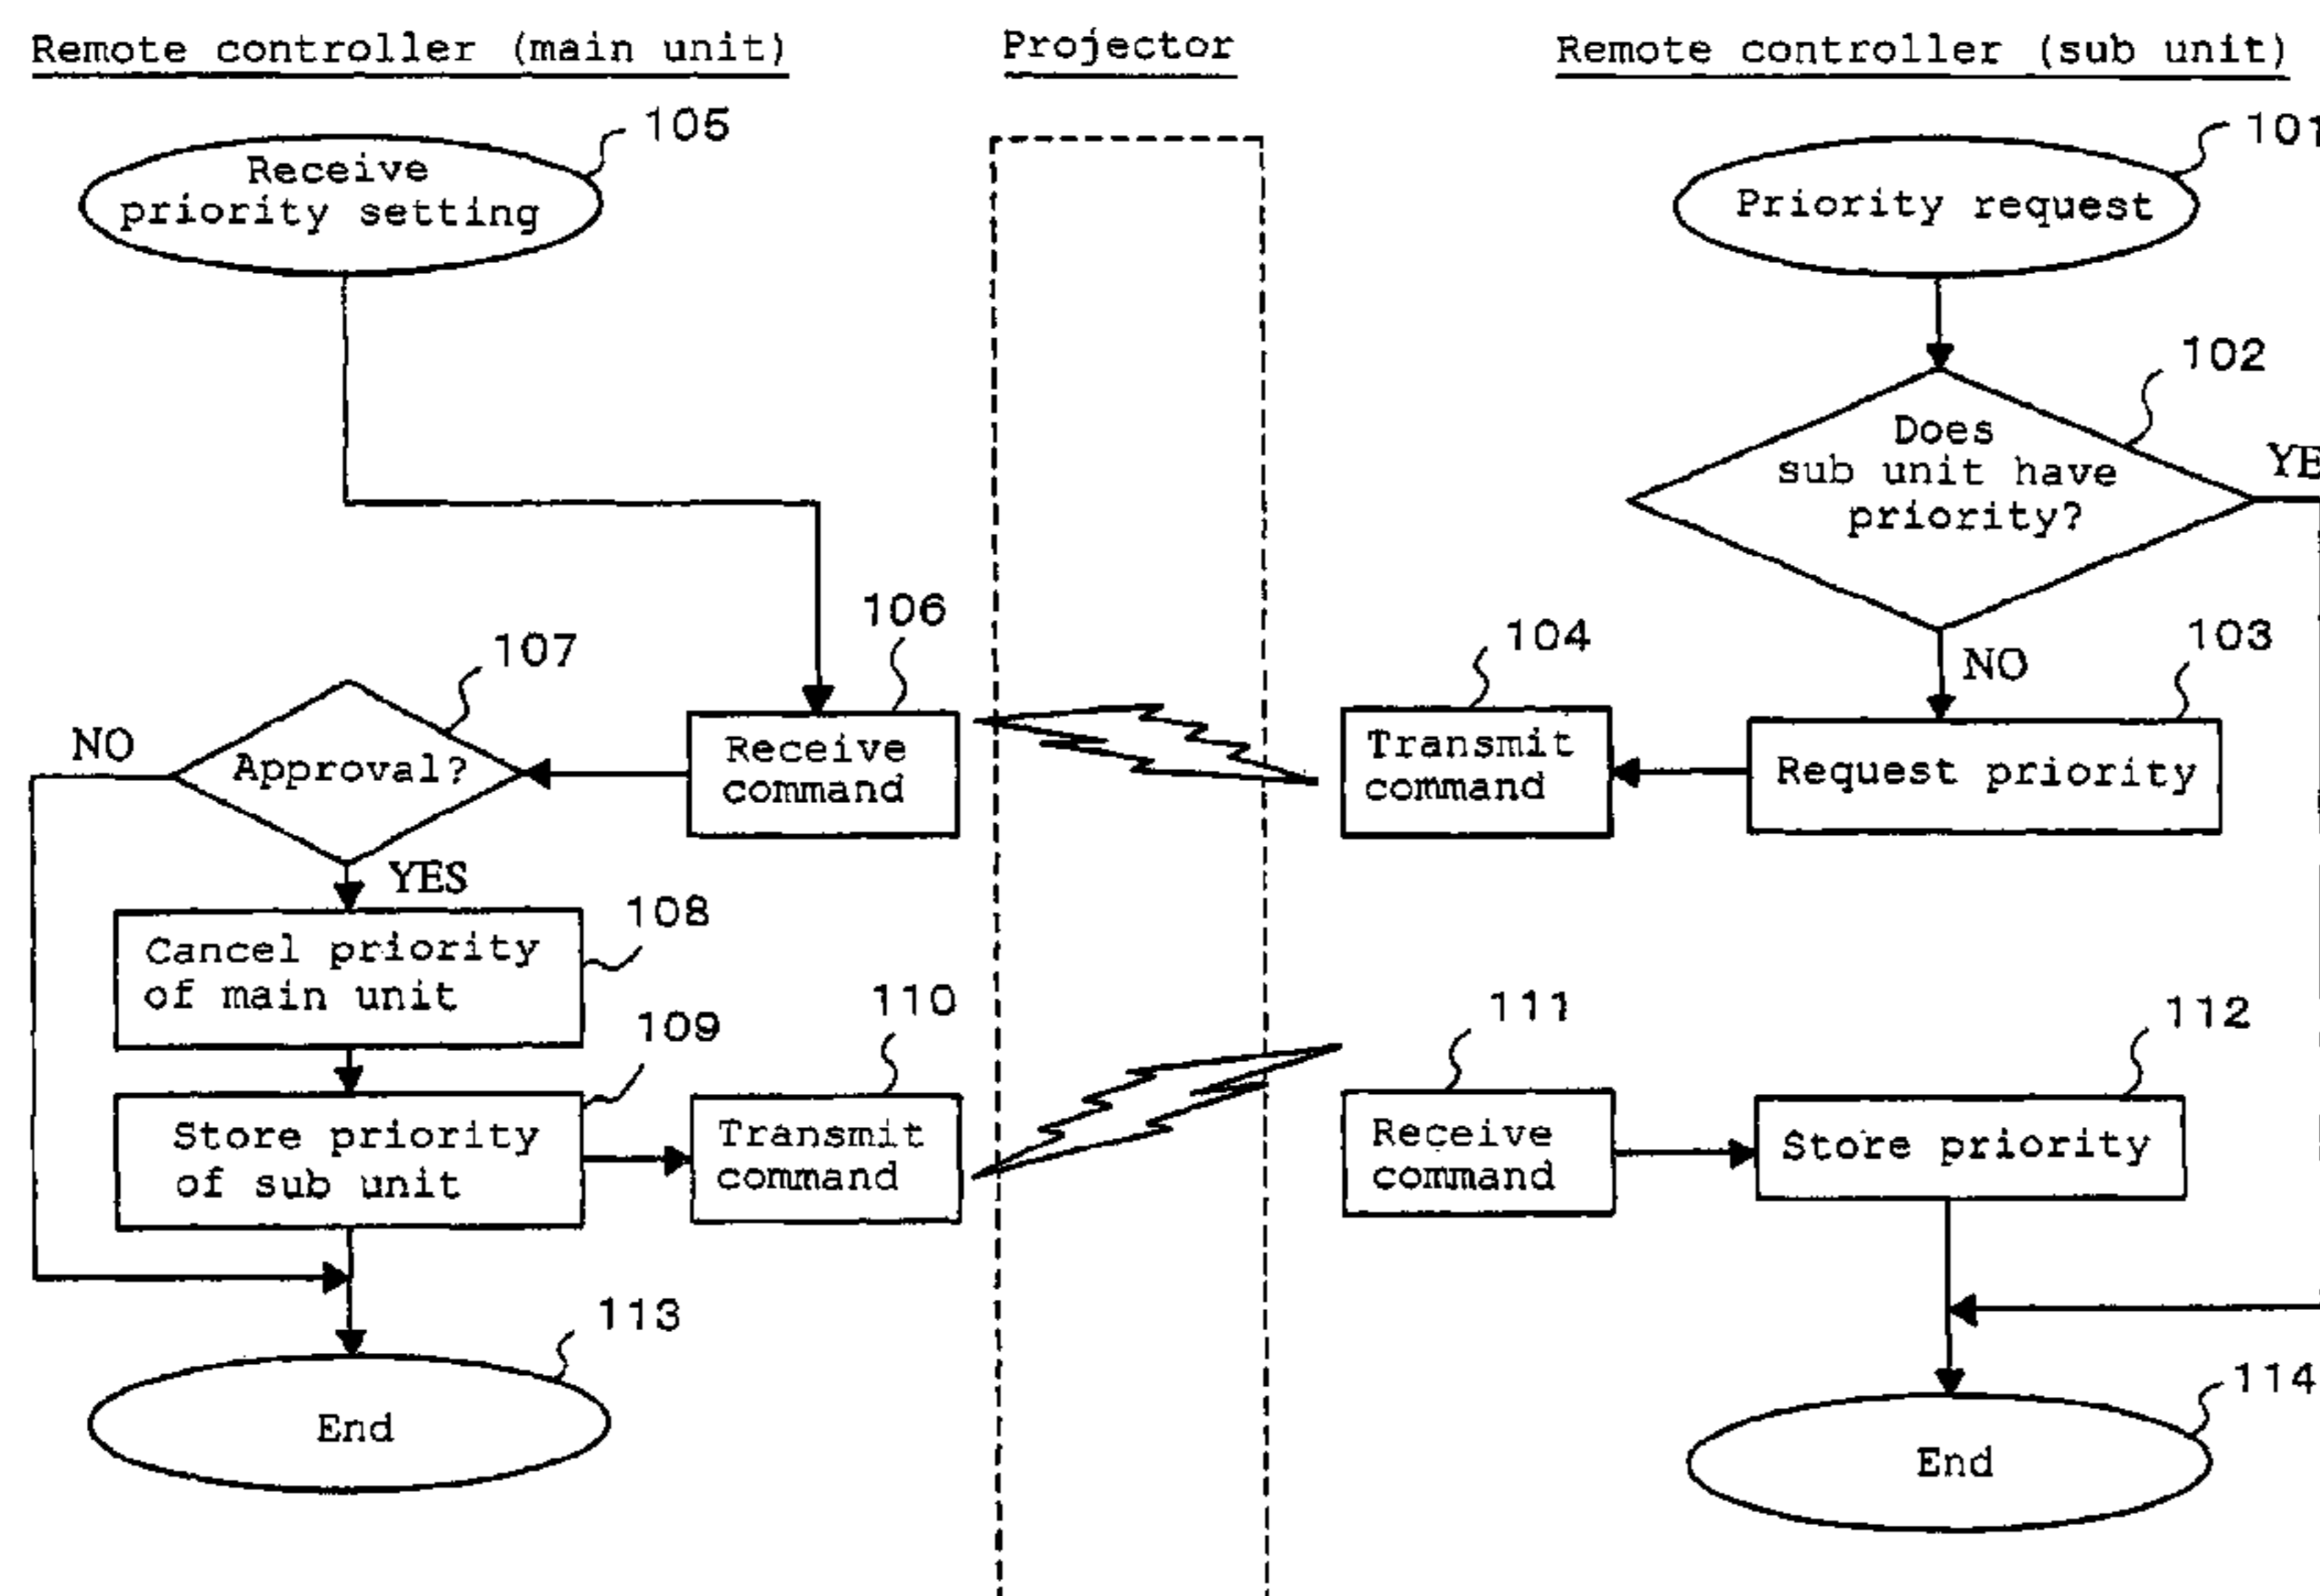 Remote controller (main unit)
Projector
Remote controller (sub unit)
105
Receive
priority setting
101
Priority request
102
Does
sub unit have
priority?
YE
NO
103
Request priority
104
Transmit
command
106
Receive
command
107
Approval?
NO
YES
108
Cancel priority
of main unit
109
Store priority
of sub unit
110
Transmit
command
111
Receive
command
112
Store priority
113
End
114
End